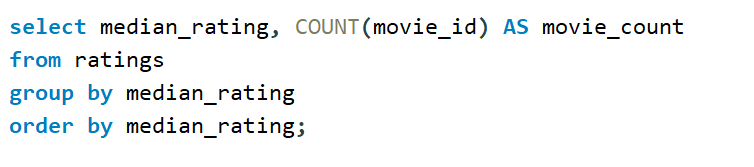 select median_rating, COUNT(movie_id) AS movie_count
from ratings
group by median_rating
order by median_rating;